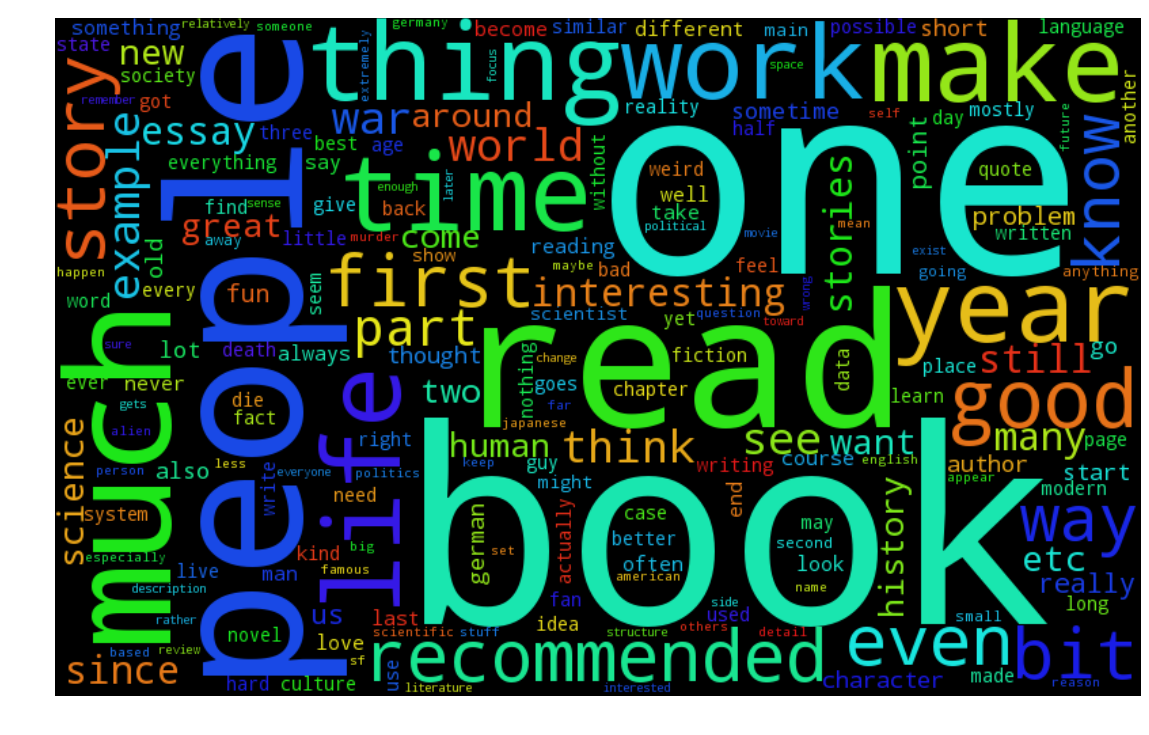 something relatively someone germany become similar different main possible short language
state new society story people thing work make
extremely focus space reality
remember got essay three war around sometime half self day mostly another
example everything say best age world without one point future know
time stories weird well take political quote problem written
find sense give enough later back great away little murder come
show reading movie mean exist going anything
happen old every word fun seem first maybe bad feel interesting
scientist yet question wrong toward year
much sure lot death always part thought change fiction data place still go
ever never life two nothing goes read chapter learn
gets die fact far japanese good
alien right human think see want many page
person less everyone politics keep guy might writing course english author appear start modern
science also write need
system german set case better often american actually end may second look name history way etc
especially kind big book
live man famous fan side used small really long
description
rather us last scientific stuff idea structure others detail
based review novel love sf recommended even bit
since hard culture use literature interested character made reason